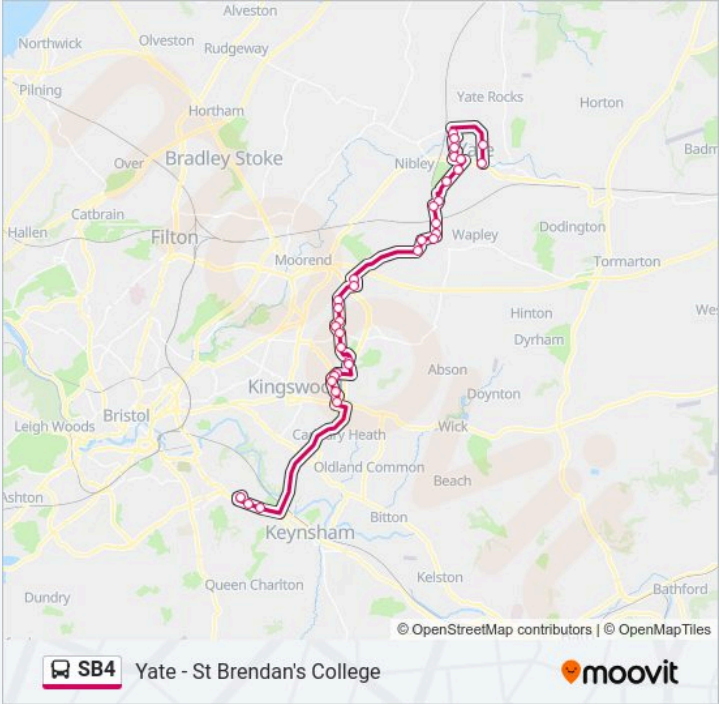 Alveston
Northwick
Olveston
Rudgeway
Pilning
Yate Rocks
Horton
Hortham
Over
Bradley Stoke
Yate
Nibley
Badm
Catbrain
Hallen
Filton
Wapley
Dodington
Moorend
Tormarton
Hinton
Dyrham
Abson
Kingswoo
Doynton
Bristol
Leigh Woods
Wick
Oldland Common
Beach
Ashton
Bitton
Keynsham
Kelston
Queen Charlton
Bathford
Dundry
© OpenStreetMap contributors | © OpenMapTiles
SB4 Yate - St Brendan's College
moovit